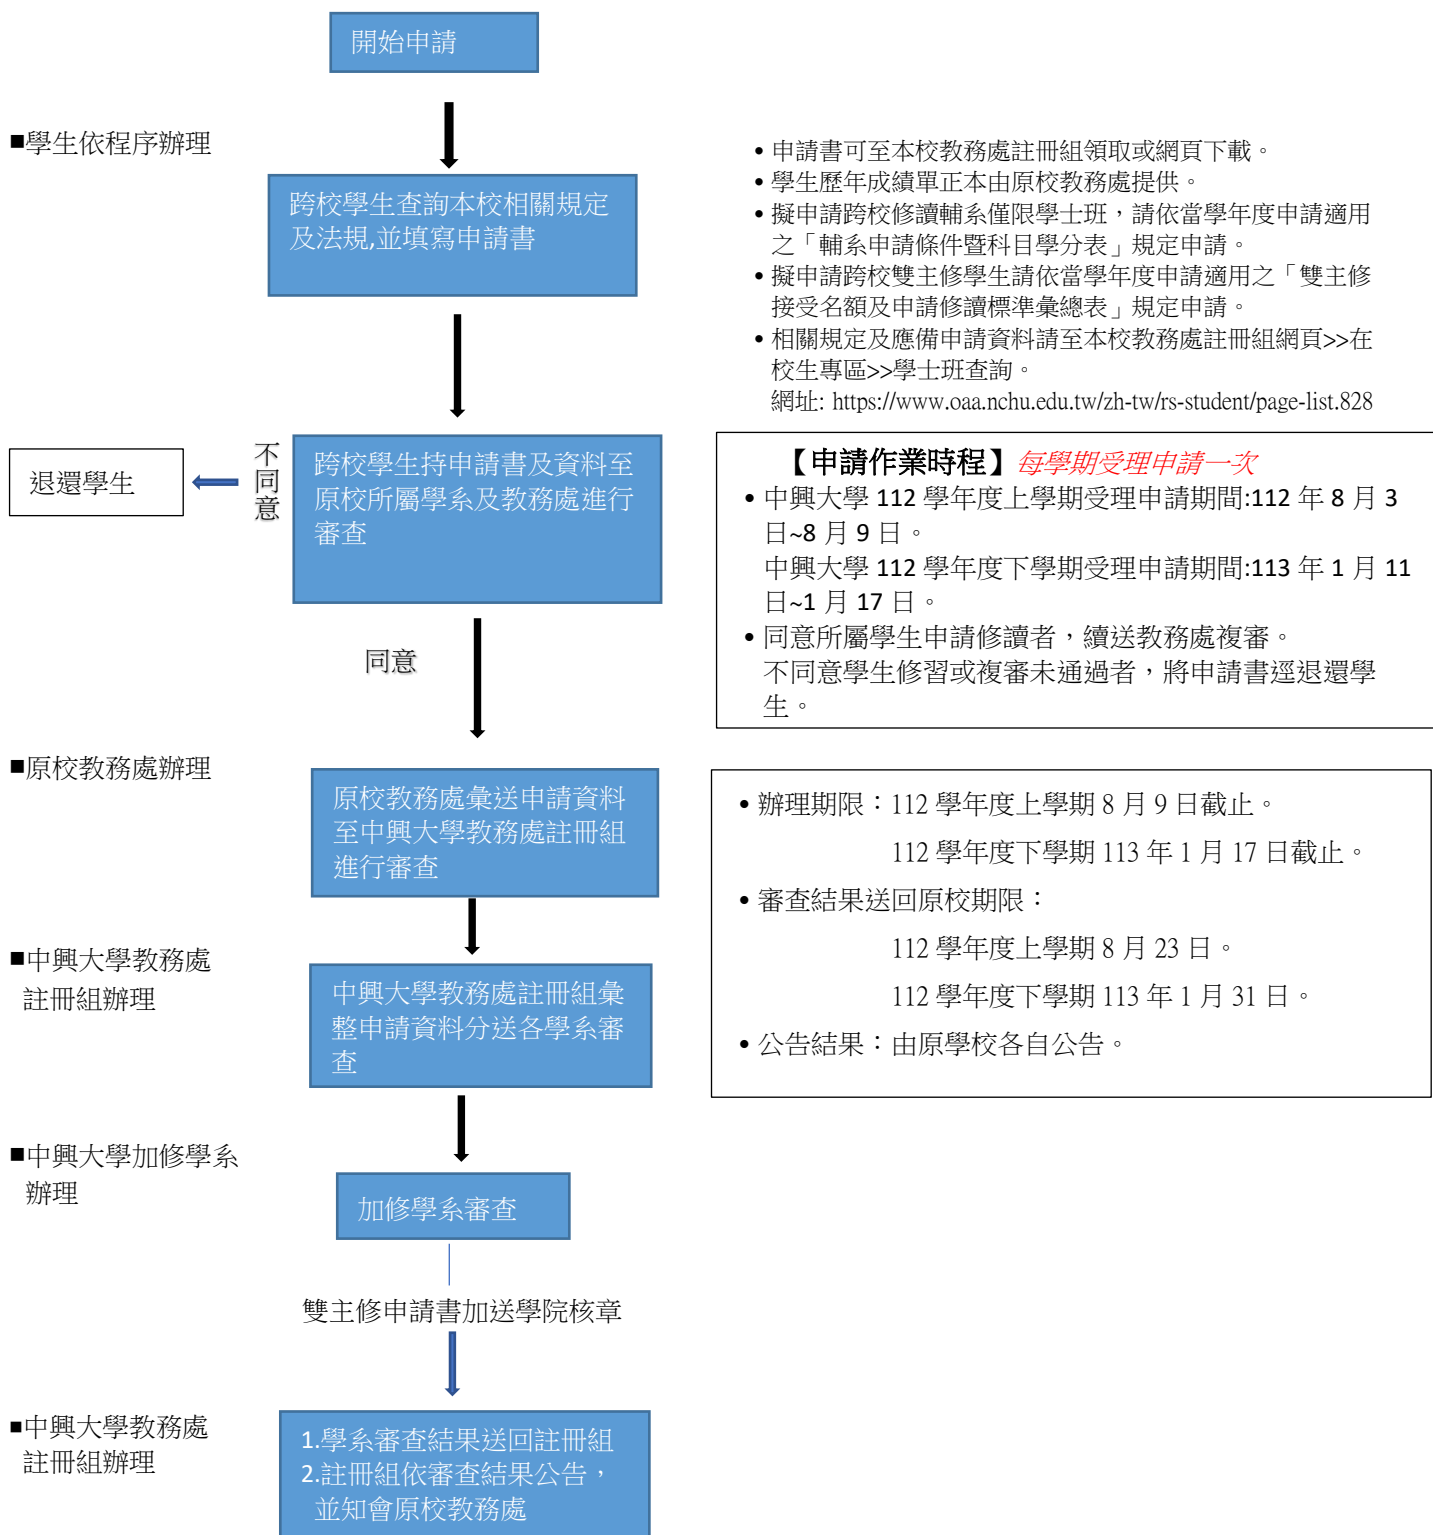 開始申請
■學生依程序辦理
跨校學生查詢本校相關規定
及法規,並填寫申請書
• 申請書可至本校教務處註冊組領取或網頁下載。
• 學生歷年成績單正本由原校教務處提供。
• 擬申請跨校修讀輔系僅限學士班，請依當學年度申請適用
之「輔系申請條件暨科目學分表」規定申請。
• 擬申請跨校雙主修學生請依當學年度申請適用之「雙主修
接受名額及申請修讀標準彙總表」規定申請。
• 相關規定及應備申請資料請至本校教務處註冊組網頁>>在
校生專區>>學士班查詢。
網址: https://www.oaa.nchu.edu.tw/zh-tw/rs-student/page-list.828
退還學生
不同意
跨校學生持申請書及資料至
原校所屬學系及教務處進行
審查
【申請作業時程】每學期受理申請一次
• 中興大學 112 學年度上學期受理申請期間:112 年 8 月 3
日~8 月 9 日。
中興大學 112 學年度下學期受理申請期間:113 年 1 月 11
日~1 月 17 日。
• 同意所屬學生申請修讀者，續送教務處複審。
不同意學生修習或複審未通過者，將申請書逕退還學
生。
同意
■原校教務處辦理
原校教務處彙送申請資料
至中興大學教務處註冊組
進行審查
• 辦理期限：112 學年度上學期 8 月 9 日截止。
112 學年度下學期 113 年 1 月 17 日截止。
• 審查結果送回原校期限：
112 學年度上學期 8 月 23 日。
112 學年度下學期 113 年 1 月 31 日。
• 公告結果：由原學校各自公告。
■中興大學教務處
註冊組辦理
中興大學教務處註冊組彙
整申請資料分送各學系審
查
■中興大學加修學系
辦理
加修學系審查
雙主修申請書加送學院核章
■中興大學教務處
註冊組辦理
1.學系審查結果送回註冊組
2.註冊組依審查結果公告，
並知會原校教務處